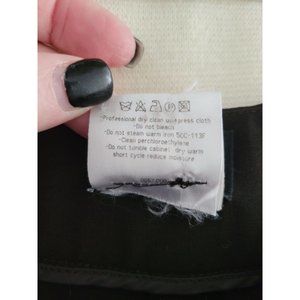 -Professional dry clean use press cloth
-Do not bleach
-Do not steam warm iron 50C-113F
-Clean perchloroethylene
-Do not tumble cabinet dry warm
short cycle reduce moisture